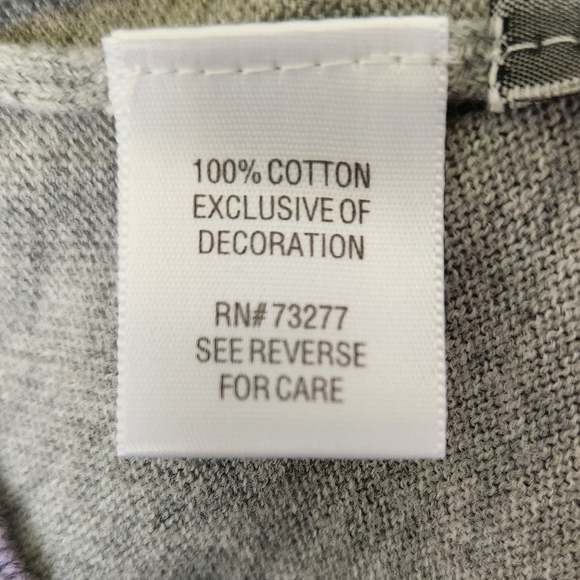 100% COTTON
EXCLUSIVE OF
DECORATION
RN# 73277
SEE REVERSE
FOR CARE